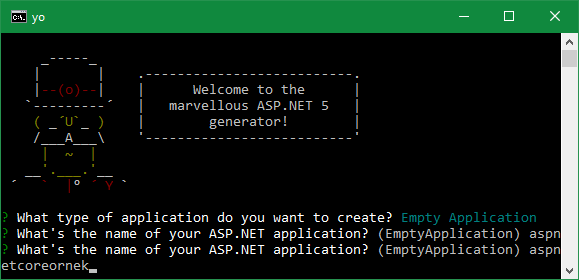 yo
Welcome to the
marvellous ASP.NET 5
generator!
? What type of application do you want to create? Empty Application
? What's the name of your ASP.NET application? (EmptyApplication) aspn
? What's the name of your ASP.NET application? (EmptyApplication) aspn
etcoreornek